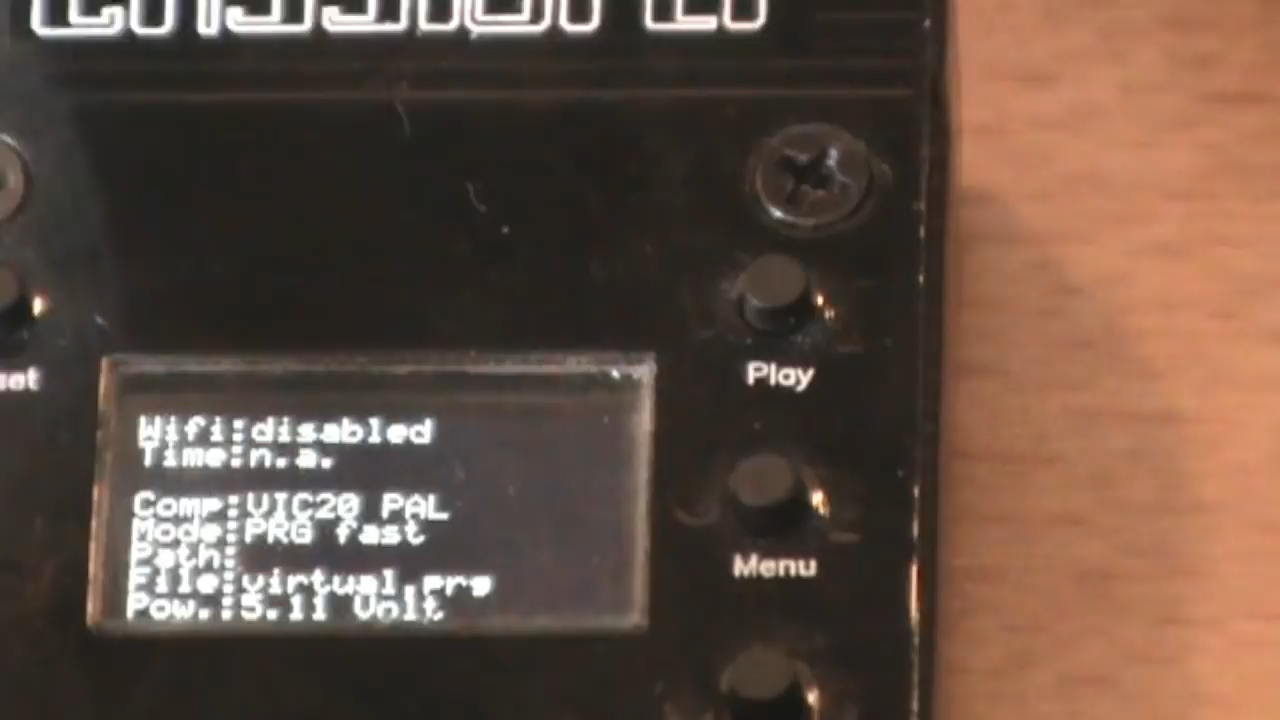 Play
Wifi:disabled
Time:n.a.
Comp:VIC20 PAL
Mode:PRG fast
Path:
File:virtual.prg
Pow.:5.11 Volt
Menu